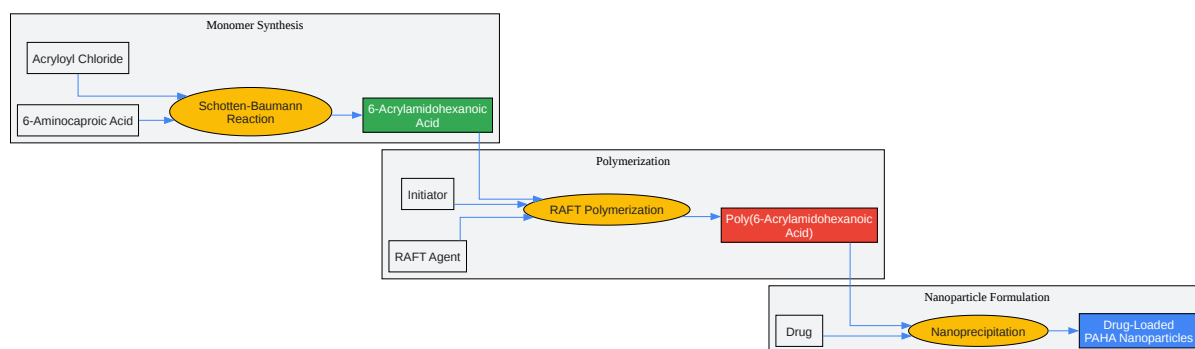 Monomer Synthesis
Acryloyl Chloride
6-Aminocaproic Acid
Schotten-Baumann
Reaction
6-Acrylamidohexanoic
Acid
Polymerization
Initiator
RAFT Agent
RAFT Polymerization
Poly(6-Acrylamidohexanoic
Acid)
Nanoparticle Formulation
Drug
Nanoprecipitation
Drug-Loaded
PAHA Nanoparticles